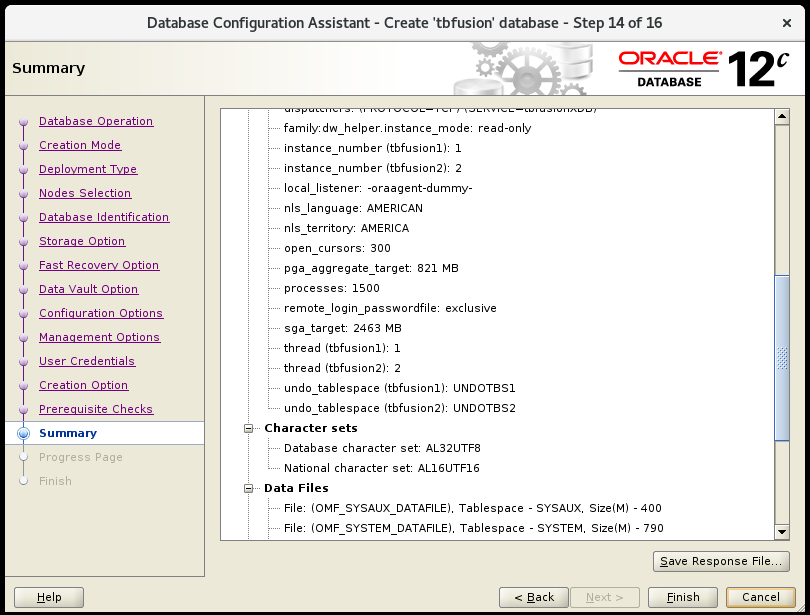 Database Configuration Assistant - Create 'tbfusion' database - Step 14 of 16
Summary
ORACLE
DATABASE
12c
Database Operation
Creation Mode
Deployment Type
Nodes Selection
Database Identification
Storage Option
Fast Recovery Option
Data Vault Option
Configuration Options
Management Options
User Credentials
Creation Option
Prerequisite Checks
Summary
Progress Page
Finish
dispatchers: (PROTOCOL=TCP) (SERVICE=tbfusionXDB)
family:dw_helper.instance_mode: read-only
instance_number (tbfusion1): 1
instance_number (tbfusion2): 2
local_listener: -oraagent-dummy-
nls_language: AMERICAN
nls_territory: AMERICA
open_cursors: 300
pga_aggregate_target: 821 MB
processes: 1500
remote_login_passwordfile: exclusive
sga_target: 2463 MB
thread (tbfusion1): 1
thread (tbfusion2): 2
undo_tablespace (tbfusion1): UNDOTBS1
undo_tablespace (tbfusion2): UNDOTBS2
Character sets
Database character set: AL32UTF8
National character set: AL16UTF16
Data Files
File: (OMF_SYSAUX_DATAFILE), Tablespace - SYSAUX, Size(M) - 400
File: (OMF_SYSTEM_DATAFILE), Tablespace - SYSTEM, Size(M) - 790
Save Response File...
Help
< Back
Next >
Finish
Cancel